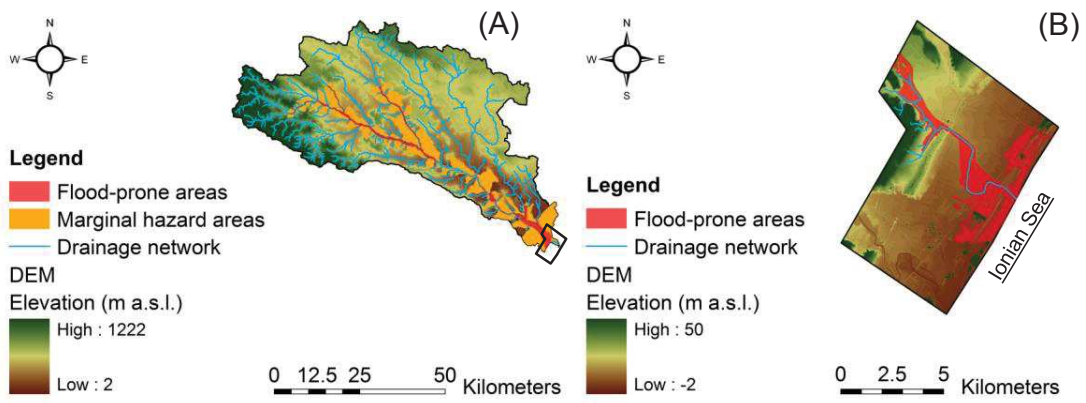 (A)
N
W E
S
Legend
Flood-prone areas
Marginal hazard areas
Drainage network
DEM
Elevation (m a.s.l.)
High : 1222
Low : 2
0 12.5 25 50
Kilometers
(B)
N
W E
S
Legend
Flood-prone areas
Drainage network
DEM
Elevation (m a.s.l.)
High : 50
Low : -2
Ionian Sea
0 2.5 5
Kilometers